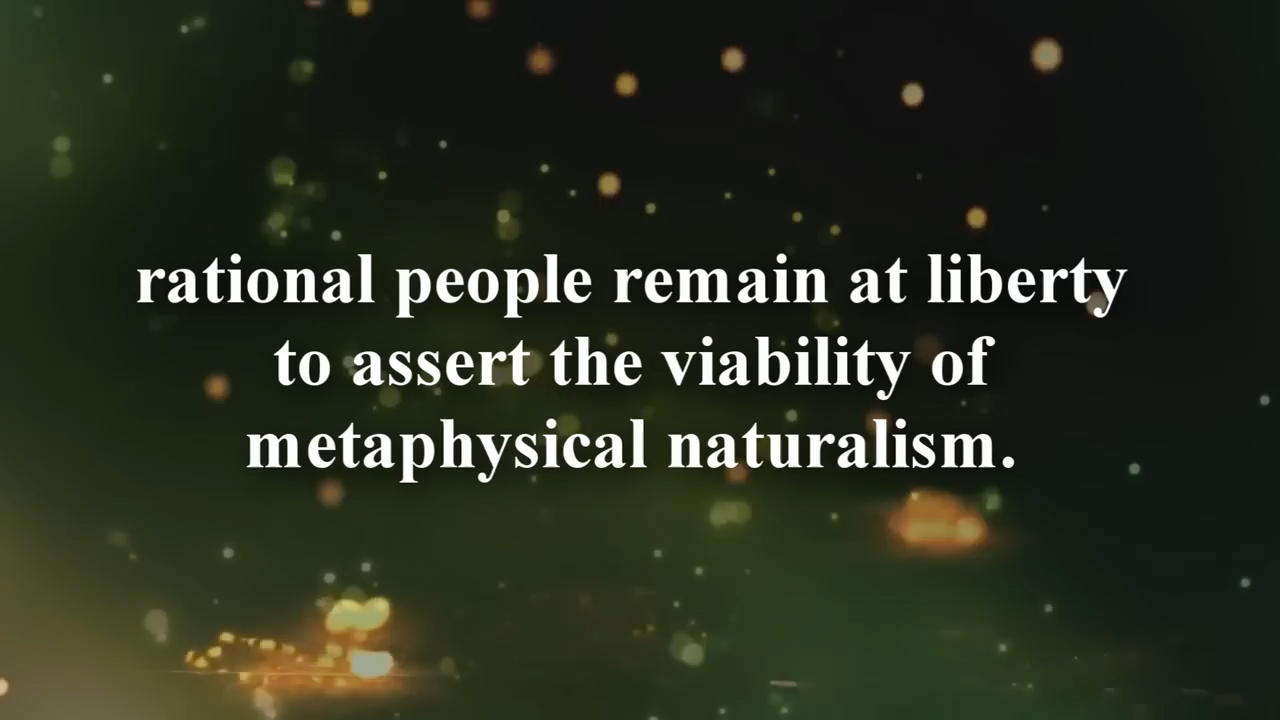 rational people remain at liberty
to assert the viability of
metaphysical naturalism.